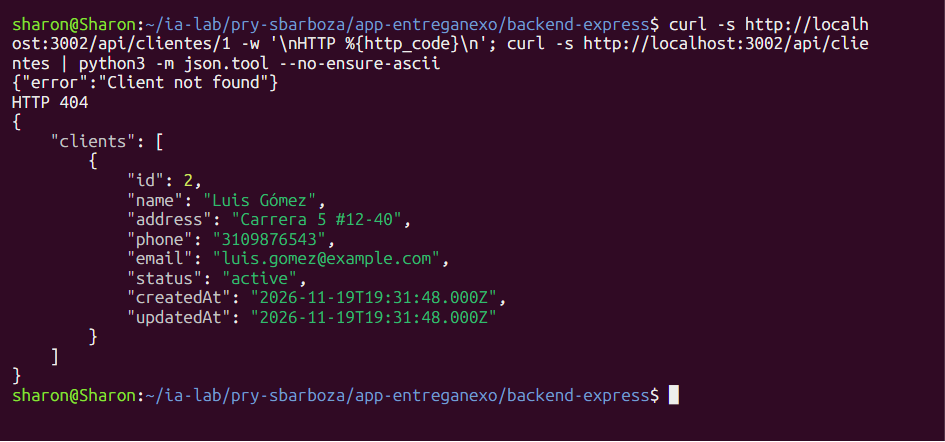 sharon@Sharon:~/ia-lab/pry-sbarboza/app-entreganexo/backend-express$ curl -s http://localh
ost:3002/api/clientes/1 -w '\nHTTP %{http_code}\n'; curl -s http://localhost:3002/api/clie
ntes | python3 -m json.tool --no-ensure-ascii
{"error":"Client not found"}
HTTP 404
{
    "clients": [
        {
            "id": 2,
            "name": "Luis Gómez",
            "address": "Carrera 5 #12-40",
            "phone": "3109876543",
            "email": "luis.gomez@example.com",
            "status": "active",
            "createdAt": "2026-11-19T19:31:48.000Z",
            "updatedAt": "2026-11-19T19:31:48.000Z"
        }
    ]
}
sharon@Sharon:~/ia-lab/pry-sbarboza/app-entreganexo/backend-express$